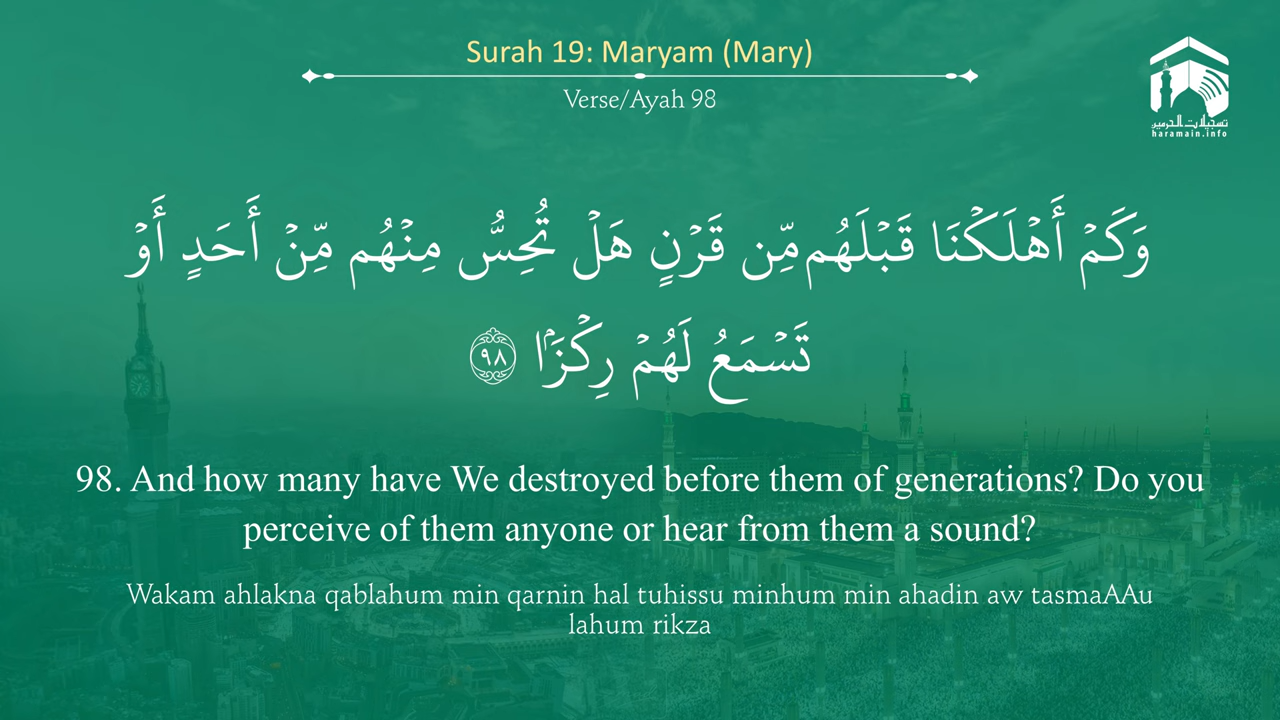 Surah 19: Maryam (Mary)
Verse/Ayah 98
تسجيلات الحرمين
haramain.info
وَكَمْ أَهْلَكْنَا قَبْلَهُم مِّن قَرْنٍ هَلْ تُحِسُّ مِنْهُم مِّنْ أَحَدٍ أَوْ
تَسْمَعُ لَهُمْ رِكْزًۢا ٩٨
98. And how many have We destroyed before them of generations? Do you
perceive of them anyone or hear from them a sound?
Wakam ahlakna qablahum min qarnin hal tuhissu minhum min ahadin aw tasmaAAu
lahum rikza